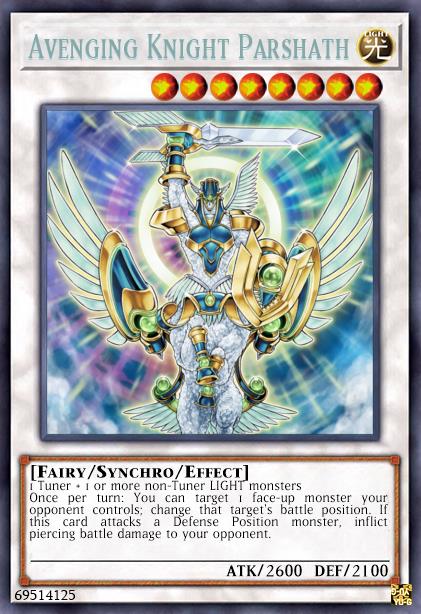 AVENGING KNIGHT PARSHATH
LIGHT
光
[FAIRY/SYNCHRO/EFFECT]
1 Tuner + 1 or more non-Tuner LIGHT monsters
Once per turn: You can target 1 face-up monster your
opponent controls; change that target's battle position. If
this card attacks a Defense Position monster, inflict
piercing battle damage to your opponent.
ATK/2600 DEF/2100
69514125